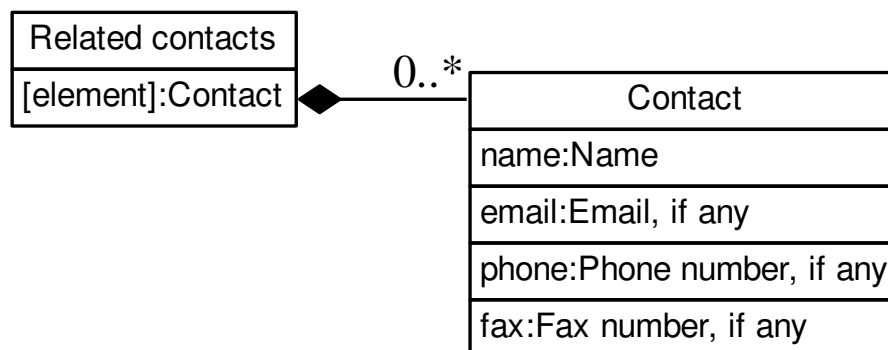 Related contacts
[element]:Contact
0..*
Contact
name:Name
email:Email, if any
phone:Phone number, if any
fax:Fax number, if any